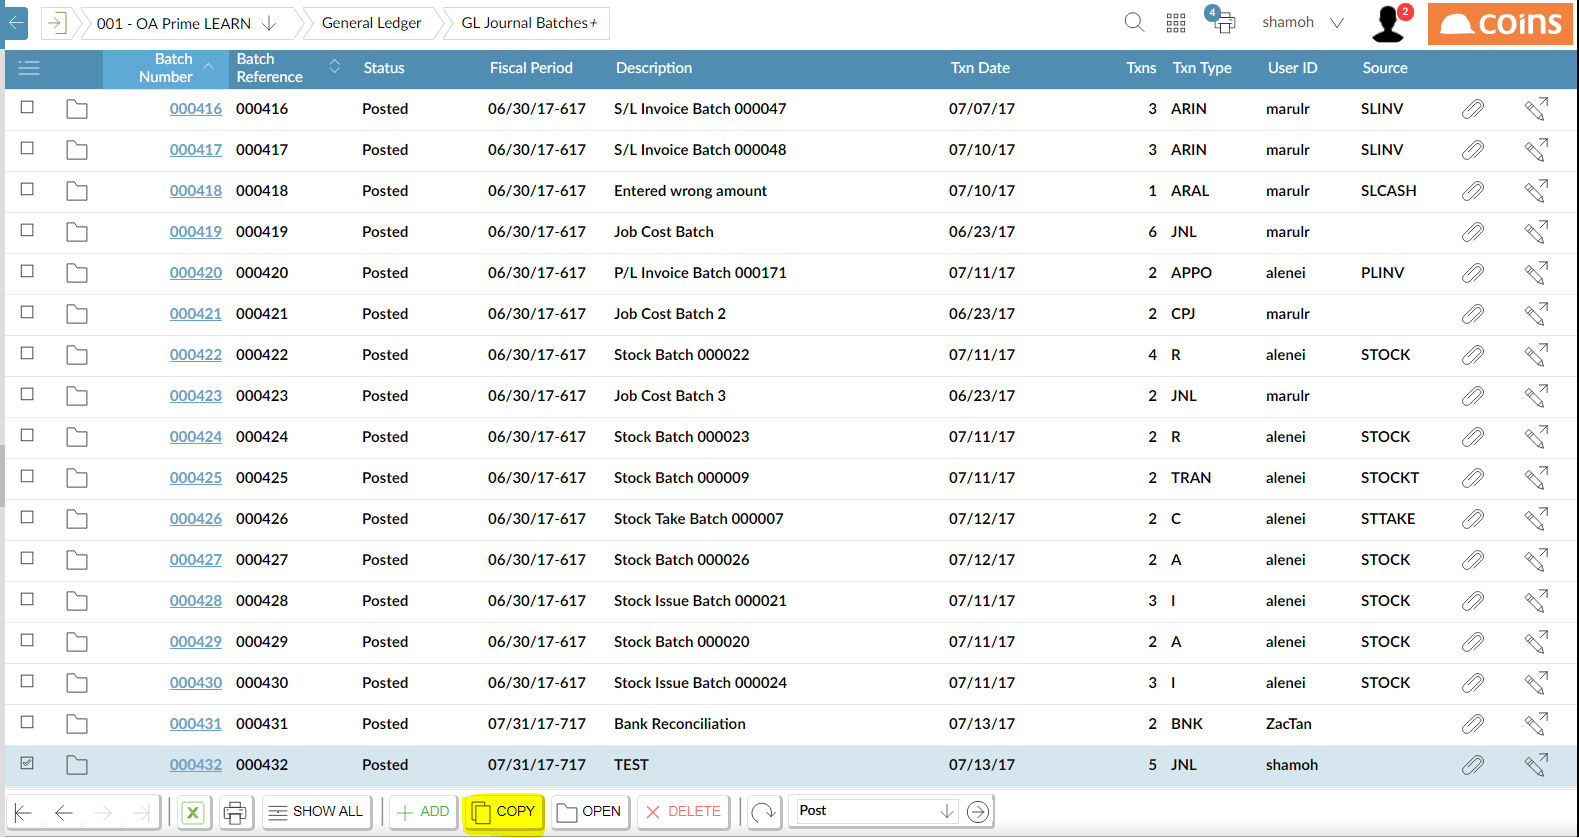 001 - OA Prime LEARN General Ledger GL Journal Batches+ 4 shamoh 2 coins
Batch Number Batch Reference Status Fiscal Period Description Txn Date Txns Txn Type User ID Source
000416 000416 Posted 06/30/17-617 S/L Invoice Batch 000047 07/07/17 3 ARIN marulr SLINV
000417 000417 Posted 06/30/17-617 S/L Invoice Batch 000048 07/10/17 3 ARIN marulr SLINV
000418 000418 Posted 06/30/17-617 Entered wrong amount 07/10/17 1 ARAL marulr SLCASH
000419 000419 Posted 06/30/17-617 Job Cost Batch 06/23/17 6 JNL marulr
000420 000420 Posted 06/30/17-617 P/L Invoice Batch 000171 07/11/17 2 APPO alenei PLINV
000421 000421 Posted 06/30/17-617 Job Cost Batch 2 06/23/17 2 CPJ marulr
000422 000422 Posted 06/30/17-617 Stock Batch 000022 07/11/17 4 R alenei STOCK
000423 000423 Posted 06/30/17-617 Job Cost Batch 3 06/23/17 2 JNL marulr
000424 000424 Posted 06/30/17-617 Stock Batch 000023 07/11/17 2 R alenei STOCK
000425 000425 Posted 06/30/17-617 Stock Batch 000009 07/11/17 2 TRAN alenei STOCKT
000426 000426 Posted 06/30/17-617 Stock Take Batch 000007 07/12/17 2 C alenei STTAKE
000427 000427 Posted 06/30/17-617 Stock Batch 000026 07/12/17 2 A alenei STOCK
000428 000428 Posted 06/30/17-617 Stock Issue Batch 000021 07/11/17 3 I alenei STOCK
000429 000429 Posted 06/30/17-617 Stock Batch 000020 07/11/17 2 A alenei STOCK
000430 000430 Posted 06/30/17-617 Stock Issue Batch 000024 07/11/17 3 I alenei STOCK
000431 000431 Posted 07/31/17-717 Bank Reconciliation 07/13/17 2 BNK ZacTan
000432 000432 Posted 07/31/17-717 TEST 07/13/17 5 JNL shamoh
X SHOW ALL ADD COPY OPEN DELETE Post